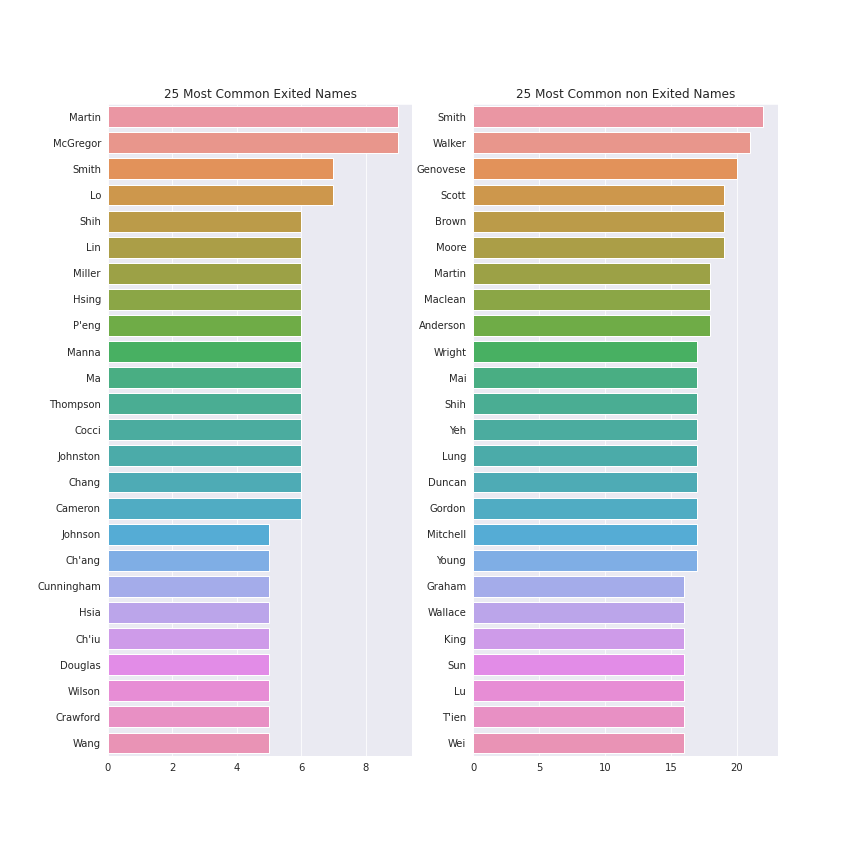 25 Most Common Exited Names
Martin
McGregor
Smith
Lo
Shih
Lin
Miller
Hsing
P'eng
Manna
Ma
Thompson
Cocci
Johnston
Chang
Cameron
Johnson
Ch'ang
Cunningham
Hsia
Ch'iu
Douglas
Wilson
Crawford
Wang
0 2 4 6 8
25 Most Common non Exited Names
Smith
Walker
Genovese
Scott
Brown
Moore
Martin
Maclean
Anderson
Wright
Mai
Shih
Yeh
Lung
Duncan
Gordon
Mitchell
Young
Graham
Wallace
King
Sun
Lu
T'ien
Wei
0 5 10 15 20